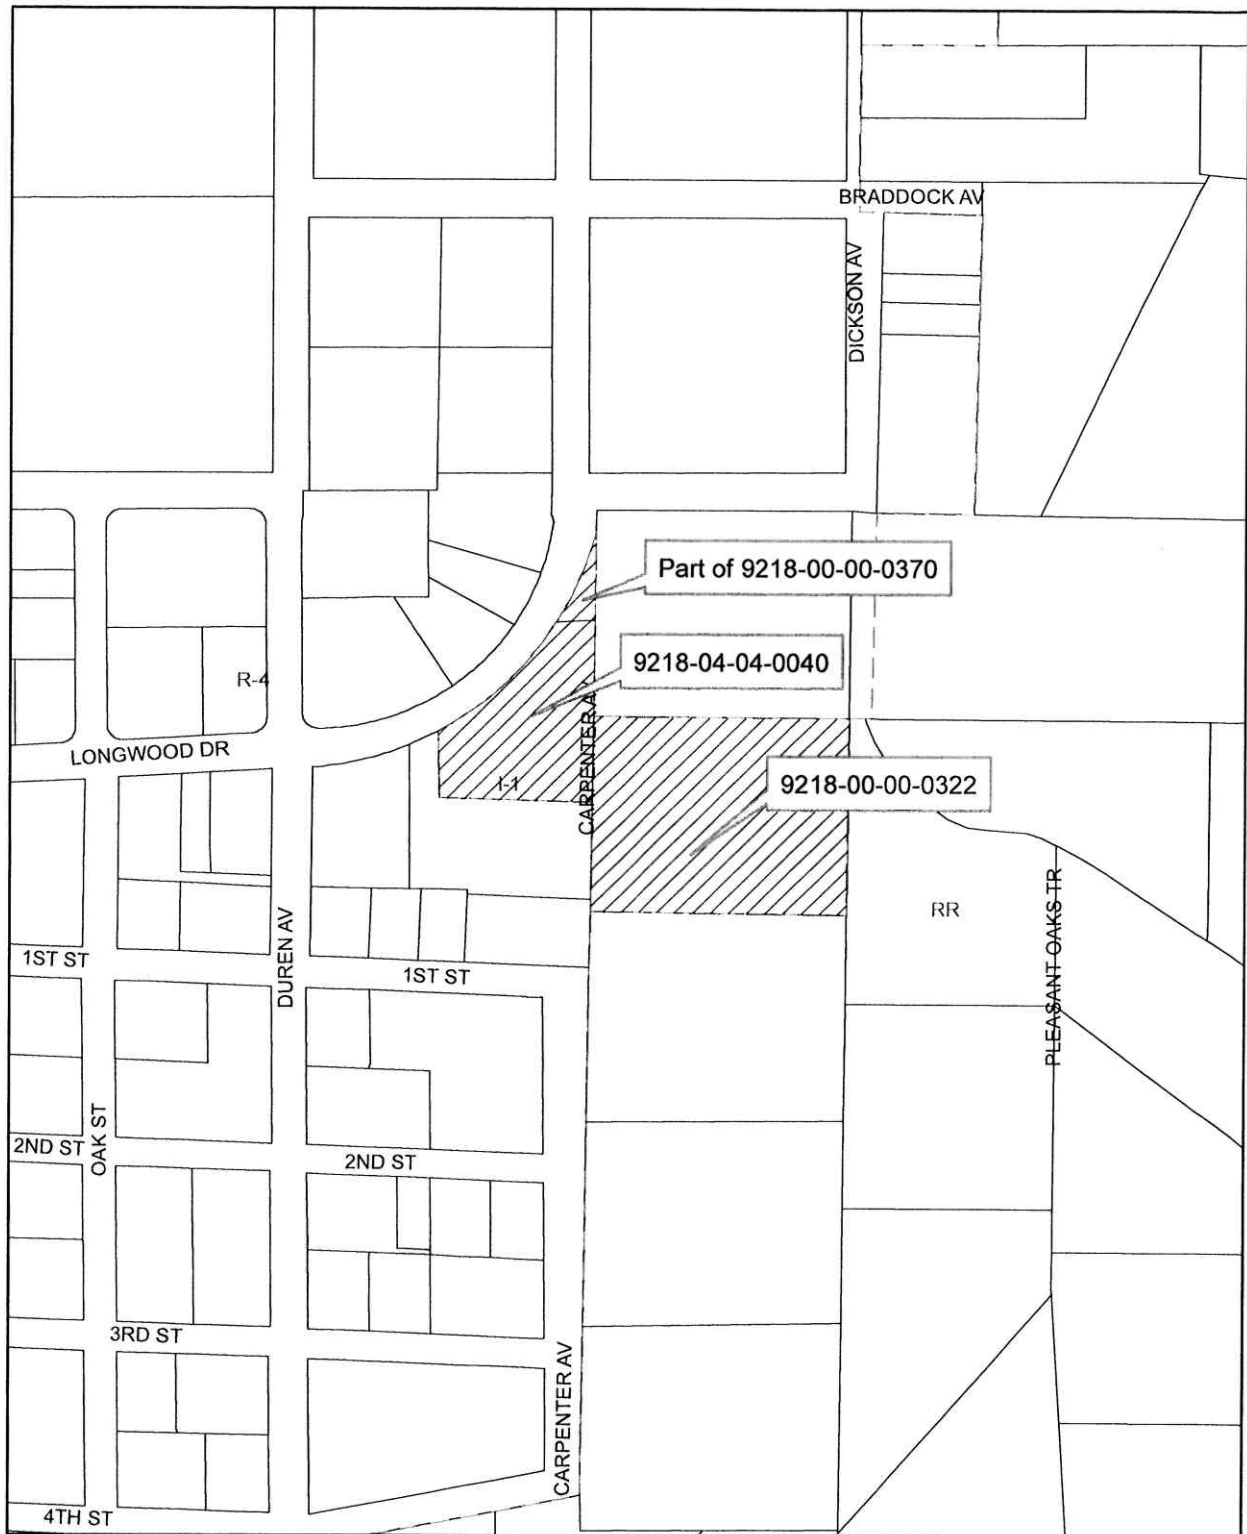 BRADDOCK AV
DICKSON AV
Part of 9218-00-00-0370
9218-04-04-0040
R-4
CARPENTER AV
LONGWOOD DR
I-1
9218-00-00-0322
RR
PLEASANT OAKS TR
DUREN AV
1ST ST
1ST ST
OAK ST
2ND ST
2ND ST
3RD ST
CARPENTER AV
4TH ST